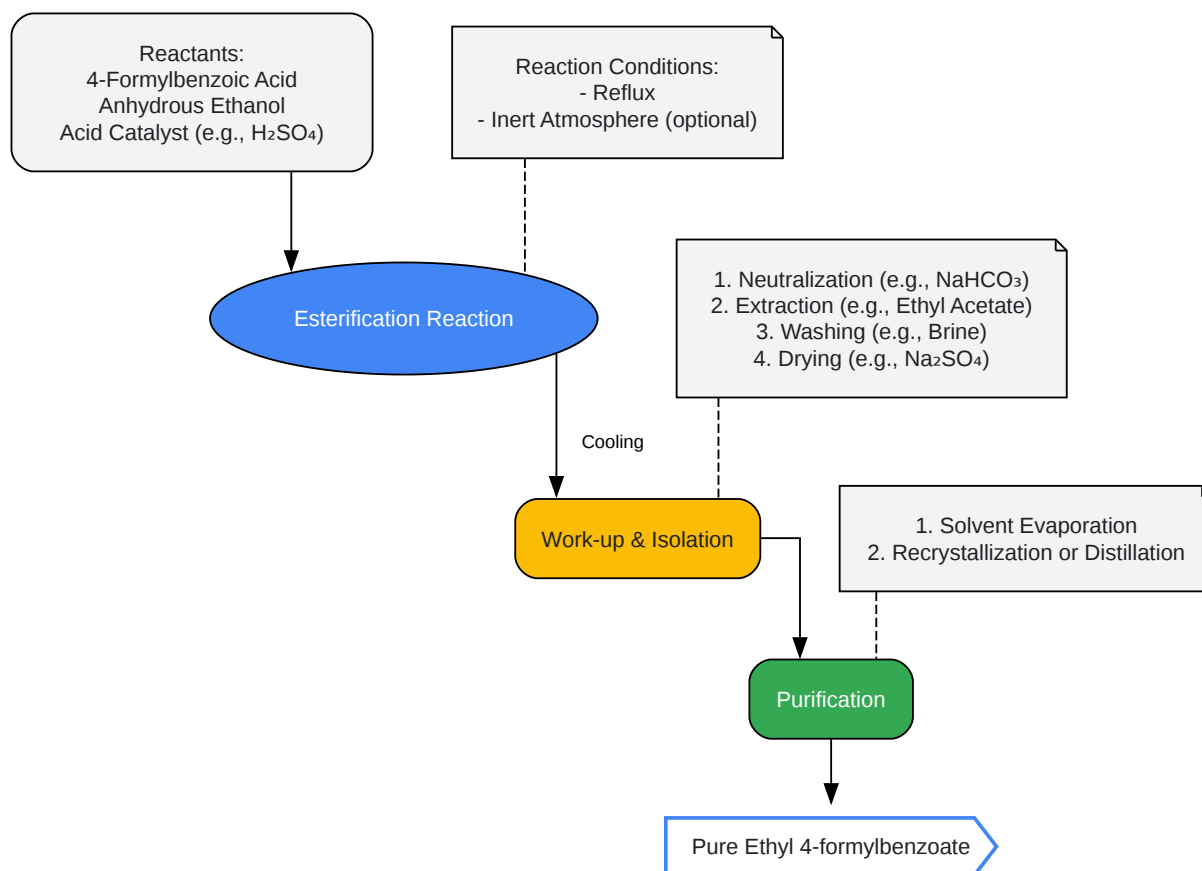 Reactants:
4-Formylbenzoic Acid
Anhydrous Ethanol
Acid Catalyst (e.g., H₂SO₄)
Reaction Conditions:
- Reflux
- Inert Atmosphere (optional)
Esterification Reaction
1. Neutralization (e.g., NaHCO₃)
2. Extraction (e.g., Ethyl Acetate)
3. Washing (e.g., Brine)
4. Drying (e.g., Na₂SO₄)
Cooling
Work-up & Isolation
1. Solvent Evaporation
2. Recrystallization or Distillation
Purification
Pure Ethyl 4-formylbenzoate